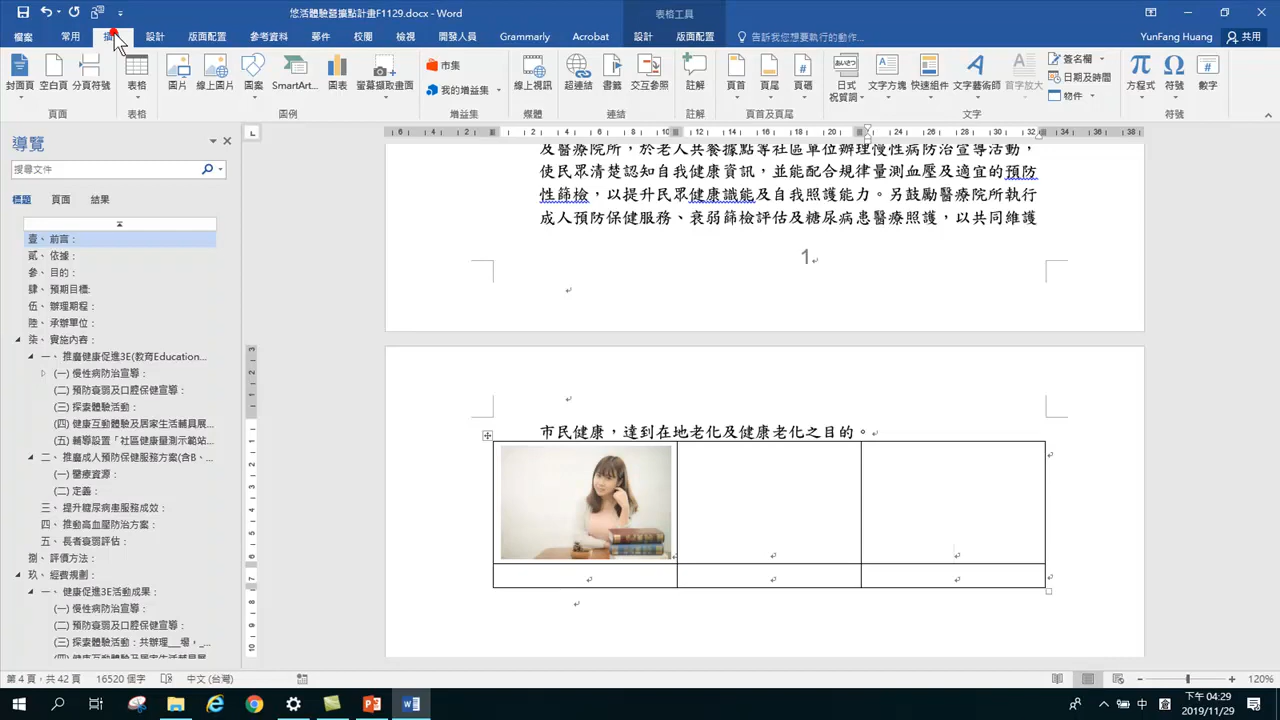 悠活體驗營擴點計畫F1129.docx - Word
表格工具
檔案
常用
設計
版面配置
參考資料
郵件
校閱
檢視
開發人員
Grammarly
Acrobat
設計
版面配置
告訴我您想要執行的動作...
YunFang Huang
共用
封面頁
空白頁
分頁符號
表格
圖片
線上圖片
圖案
SmartArt
圖表
螢幕擷取畫面
市集
我的增益集
線上視訊
超連結
書籤
交互參照
註解
頁首
頁尾
頁碼
日式祝賀詞
文字方塊
快速組件
文字藝術師
首字放大
簽名欄
日期及時間
物件
方程式
符號
數字
頁面
表格
圖例
增益集
媒體
連結
註解
頁首及頁尾
文字
符號
導覽
搜尋文件
標題
頁面
結果
壹、 前言：
貳、 依據：
參、 目的：
肆、 預期目標:
伍、 辦理期程：
陸、 承辦單位：
柒、 實施內容：
一、 推廣健康促進3E(教育Education...
(一) 慢性病防治宣導：
(二) 預防衰弱及口腔保健宣導：
(三) 探索體驗活動：
(四) 健康互動體驗及居家生活輔具展...
(五) 輔導設置「社區健康量測示範站...
二、 推廣成人預防保健服務方案(含B、...
(一) 醫療資源：
(二) 定義：
三、 提升糖尿病患服務成效：
四、 推動高血壓防治方案：
五、 長者衰弱評估：
捌、 評價方法：
玖、 經費規劃：
一、 健康促進3E活動成果：
(一) 慢性病防治宣導：
(二) 預防衰弱及口腔保健宣導：
(三) 探索體驗活動：共辦理__場，_...
(四) 健康互動體驗及居家生活輔具展...
及醫療院所，於老人共餐據點等社區單位辦理慢性病防治宣導活動，
使民眾清楚認知自我健康資訊，並能配合規律量測血壓及適宜的預防
性篩檢，以提升民眾健康識能及自我照護能力。另鼓勵醫療院所執行
成人預防保健服務、衰弱篩檢評估及糖尿病患醫療照護，以共同維護
1
市民健康，達到在地老化及健康老化之目的。
第 4 頁，共 42 頁
16520 個字
中文 (台灣)
120%
中
下午 04:29
2019/11/29